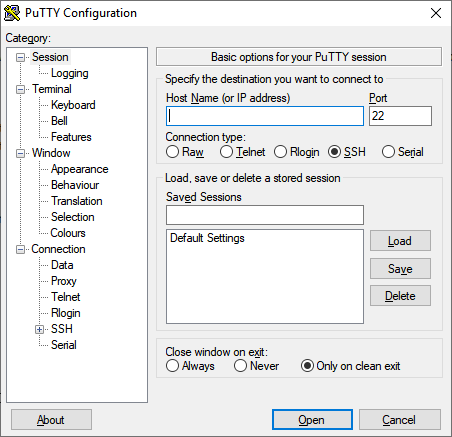 PuTTY Configuration
Category:
Session
Logging
Terminal
Keyboard
Bell
Features
Window
Appearance
Behaviour
Translation
Selection
Colours
Connection
Data
Proxy
Telnet
Rlogin
SSH
Serial
Basic options for your PuTTY session
Specify the destination you want to connect to
Host Name (or IP address) Port
22
Connection type:
Raw Telnet Rlogin SSH Serial
Load, save or delete a stored session
Saved Sessions
Default Settings
Load
Save
Delete
Close window on exit:
Always Never Only on clean exit
About Open Cancel